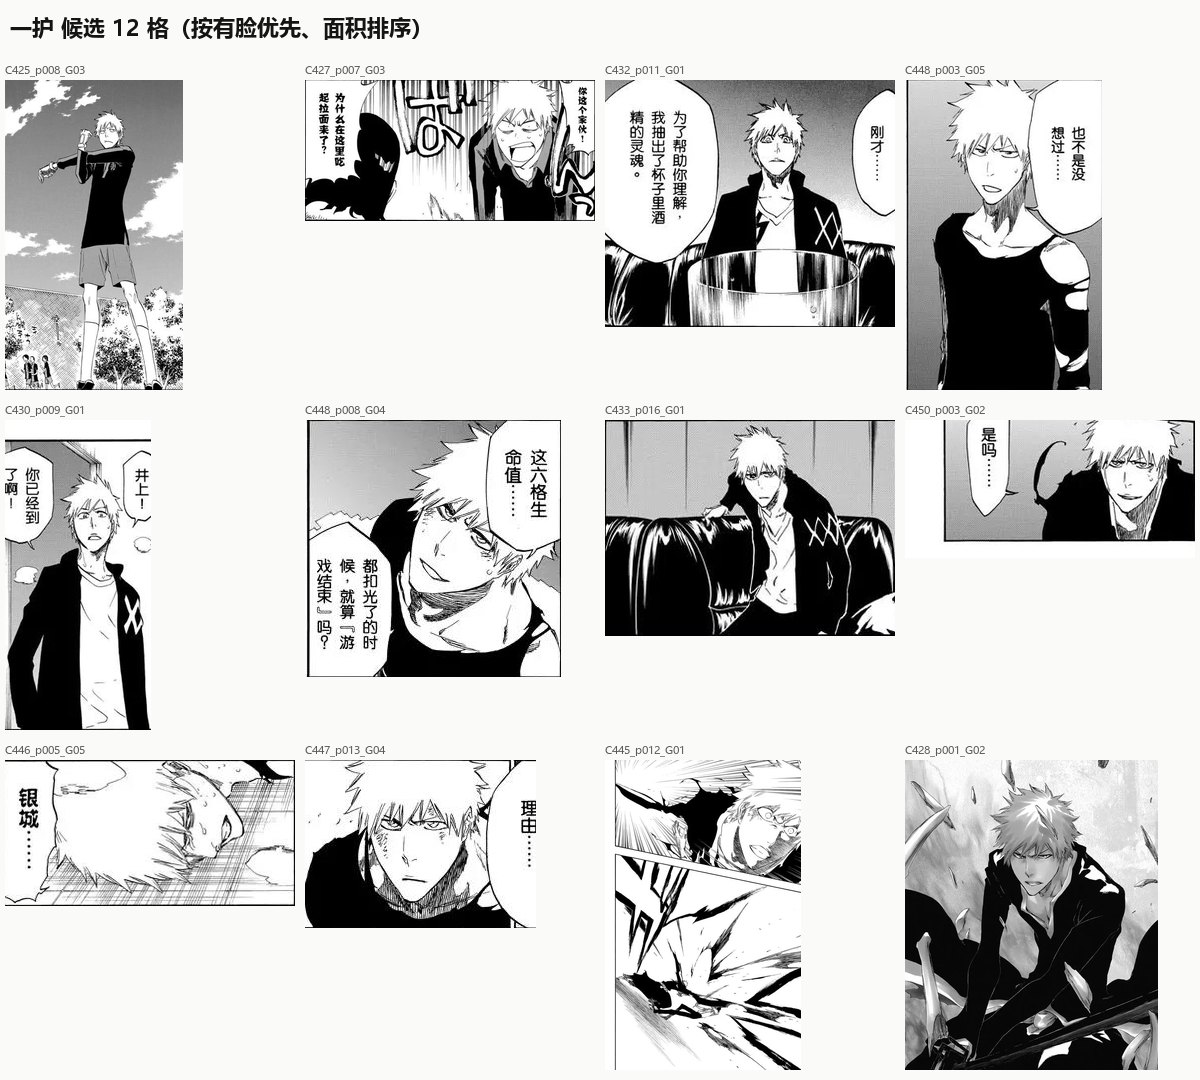 一护 候选 12 格（按有脸优先、面积排序）
C425_p008_G03
C427_p007_G03
你这个家伙！
ば
为什么在这里吃
起拉面来了？
C432_p011_G01
刚才……
为了帮助你理解，
我抽出了杯子里酒
精的灵魂。
C448_p003_G05
也不是没
想过……
C430_p009_G01
井上！
你已经到
了啊！
C448_p008_G04
这六格生
命值……
都扣光了的时
候，就算『游
戏结束』吗？
C433_p016_G01
C450_p003_G02
是吗……
C446_p005_G05
银城……
C447_p013_G04
理由……
C445_p012_G01
C428_p001_G02